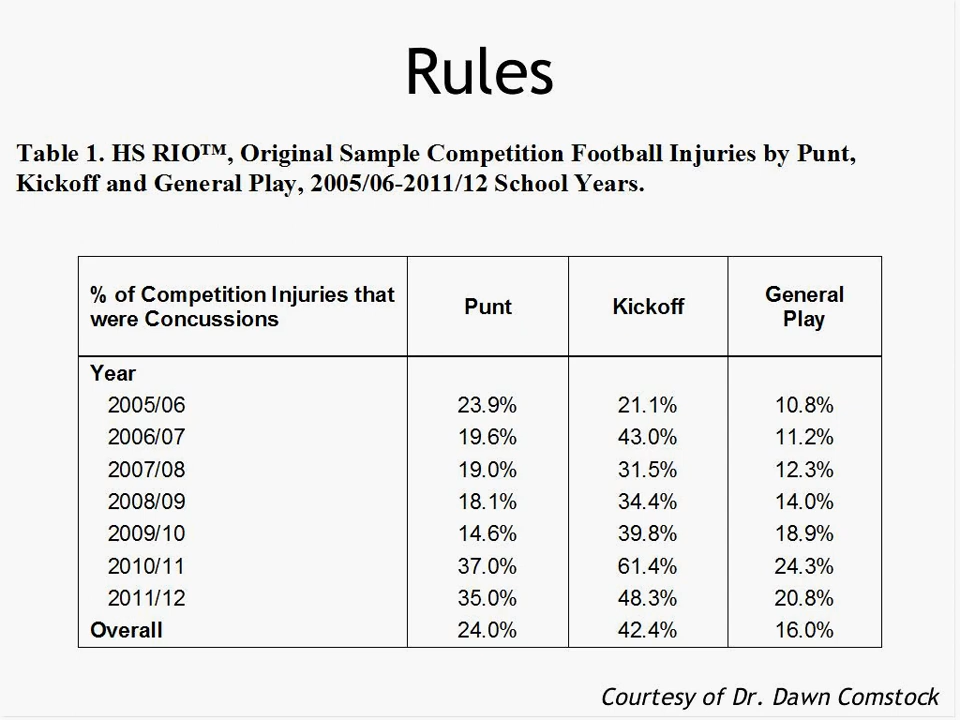 Rules
Table 1. HS RIO™, Original Sample Competition Football Injuries by Punt,
Kickoff and General Play, 2005/06-2011/12 School Years.
% of Competition Injuries that were Concussions Punt Kickoff General Play
Year
2005/06 23.9% 21.1% 10.8%
2006/07 19.6% 43.0% 11.2%
2007/08 19.0% 31.5% 12.3%
2008/09 18.1% 34.4% 14.0%
2009/10 14.6% 39.8% 18.9%
2010/11 37.0% 61.4% 24.3%
2011/12 35.0% 48.3% 20.8%
Overall 24.0% 42.4% 16.0%
Courtesy of Dr. Dawn Comstock